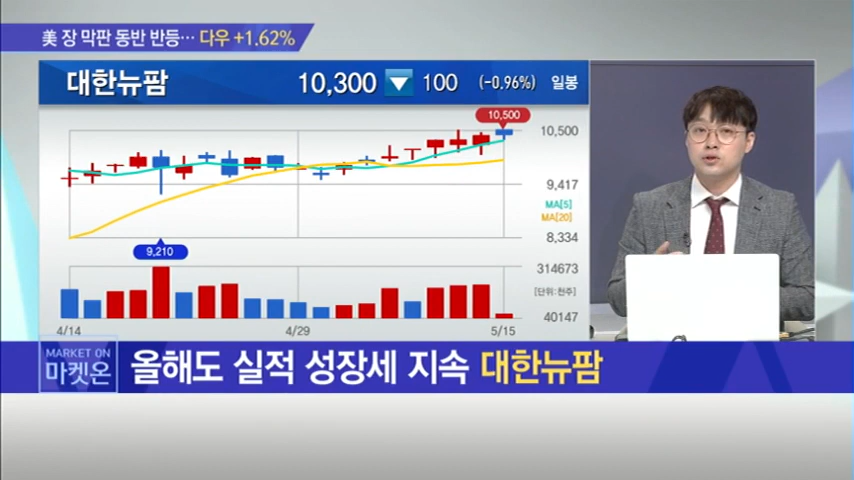 美 장 막판 동반 반등… 다우 +1.62%
대한뉴팜 10,300 ▼ 100 (-0.96%) 일봉
10,500
10,500
9,417
MA[5]
MA[20]
8,334
9,210
314673
[단위:천주]
40147
4/14 4/29 5/15
MARKET ON
마켓온
올해도 실적 성장세 지속 대한뉴팜